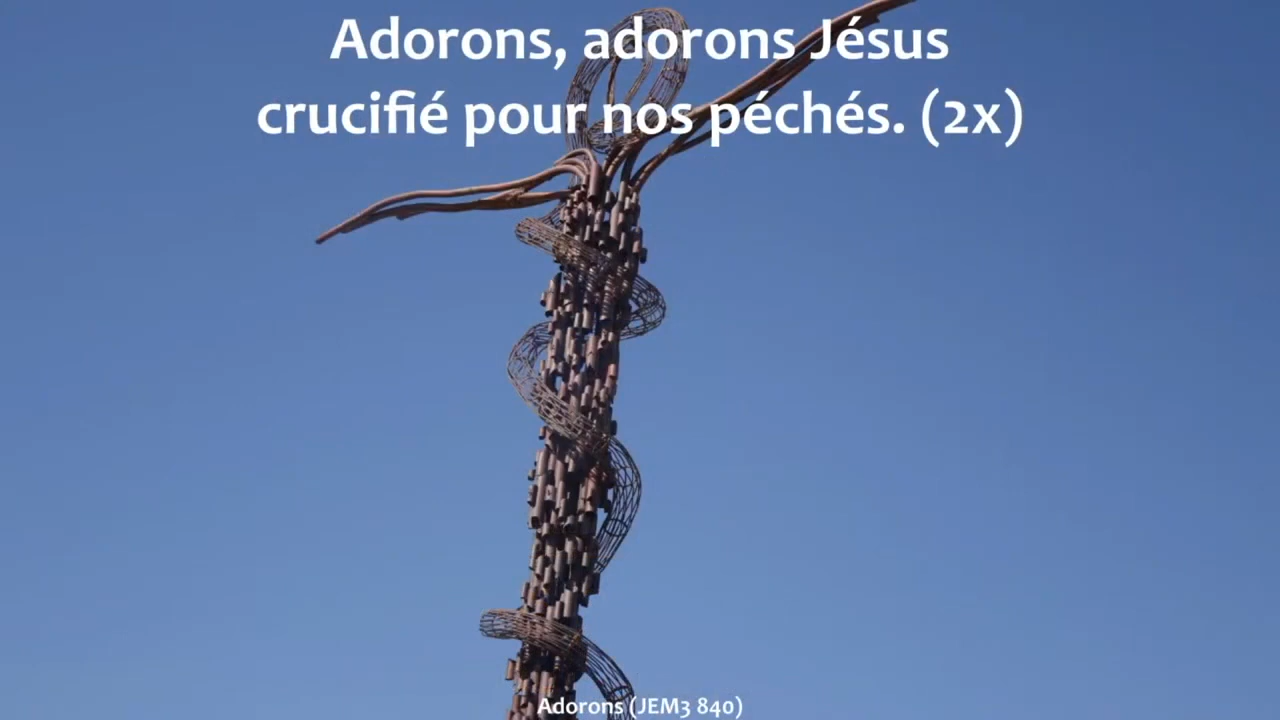 Adorons, adorons Jésus
crucifié pour nos péchés. (2x)
Adorons (JEM3 840)